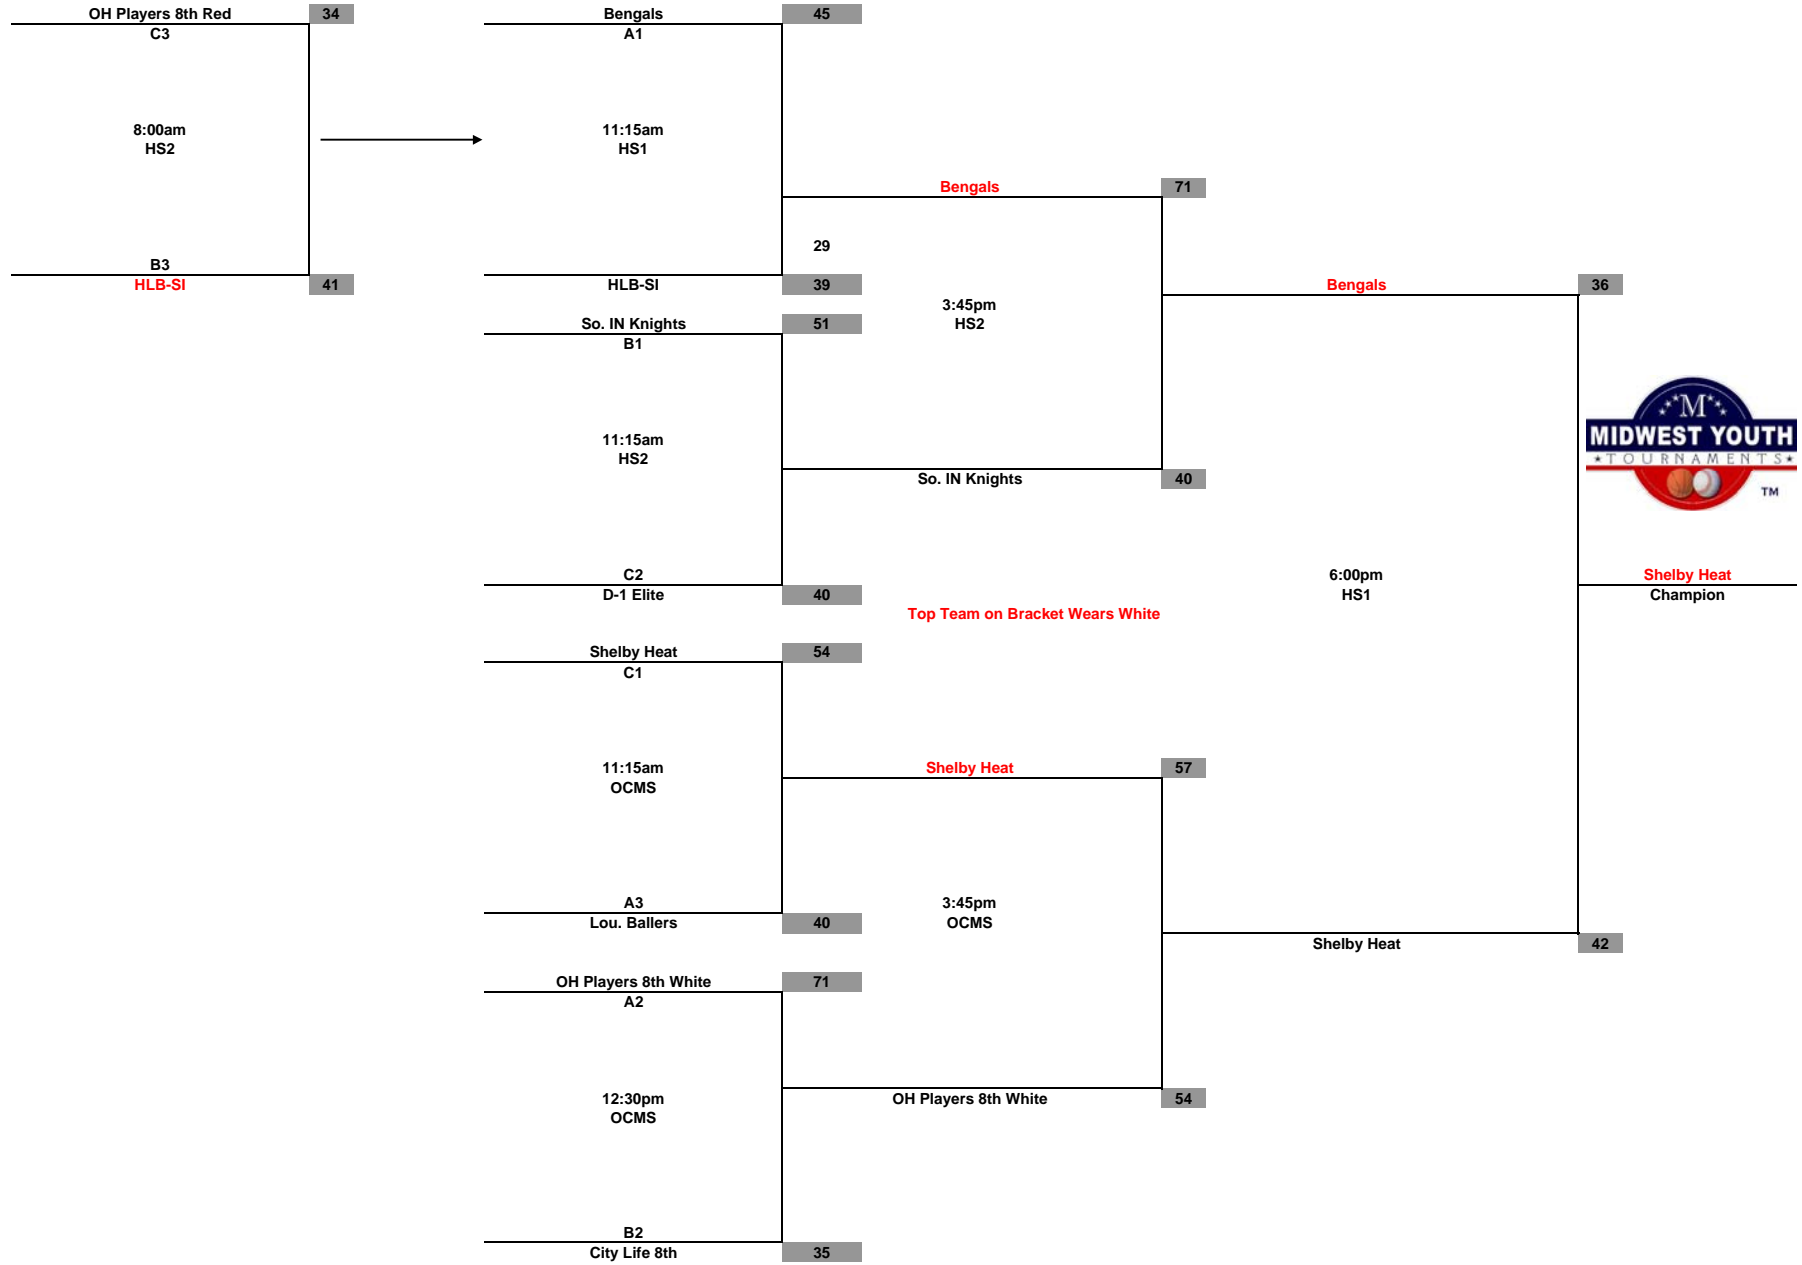 OH Players 8th Red 34
C3
8:00am
HS2
B3
HLB-SI 41
Bengals 45
A1
11:15am
HS1
29
HLB-SI 39
So. IN Knights 51
B1
11:15am
HS2
C2
D-1 Elite 40
Shelby Heat 54
C1
11:15am
OCMS
A3
Lou. Ballers 40
OH Players 8th White 71
A2
12:30pm
OCMS
B2
City Life 8th 35
Bengals 71
3:45pm
HS2
So. IN Knights 40
Top Team on Bracket Wears White
Shelby Heat 57
3:45pm
OCMS
OH Players 8th White 54
Bengals 36
6:00pm
HS1
Shelby Heat 42
M
MIDWEST YOUTH
★TOURNAMENTS★
TM
Shelby Heat
Champion